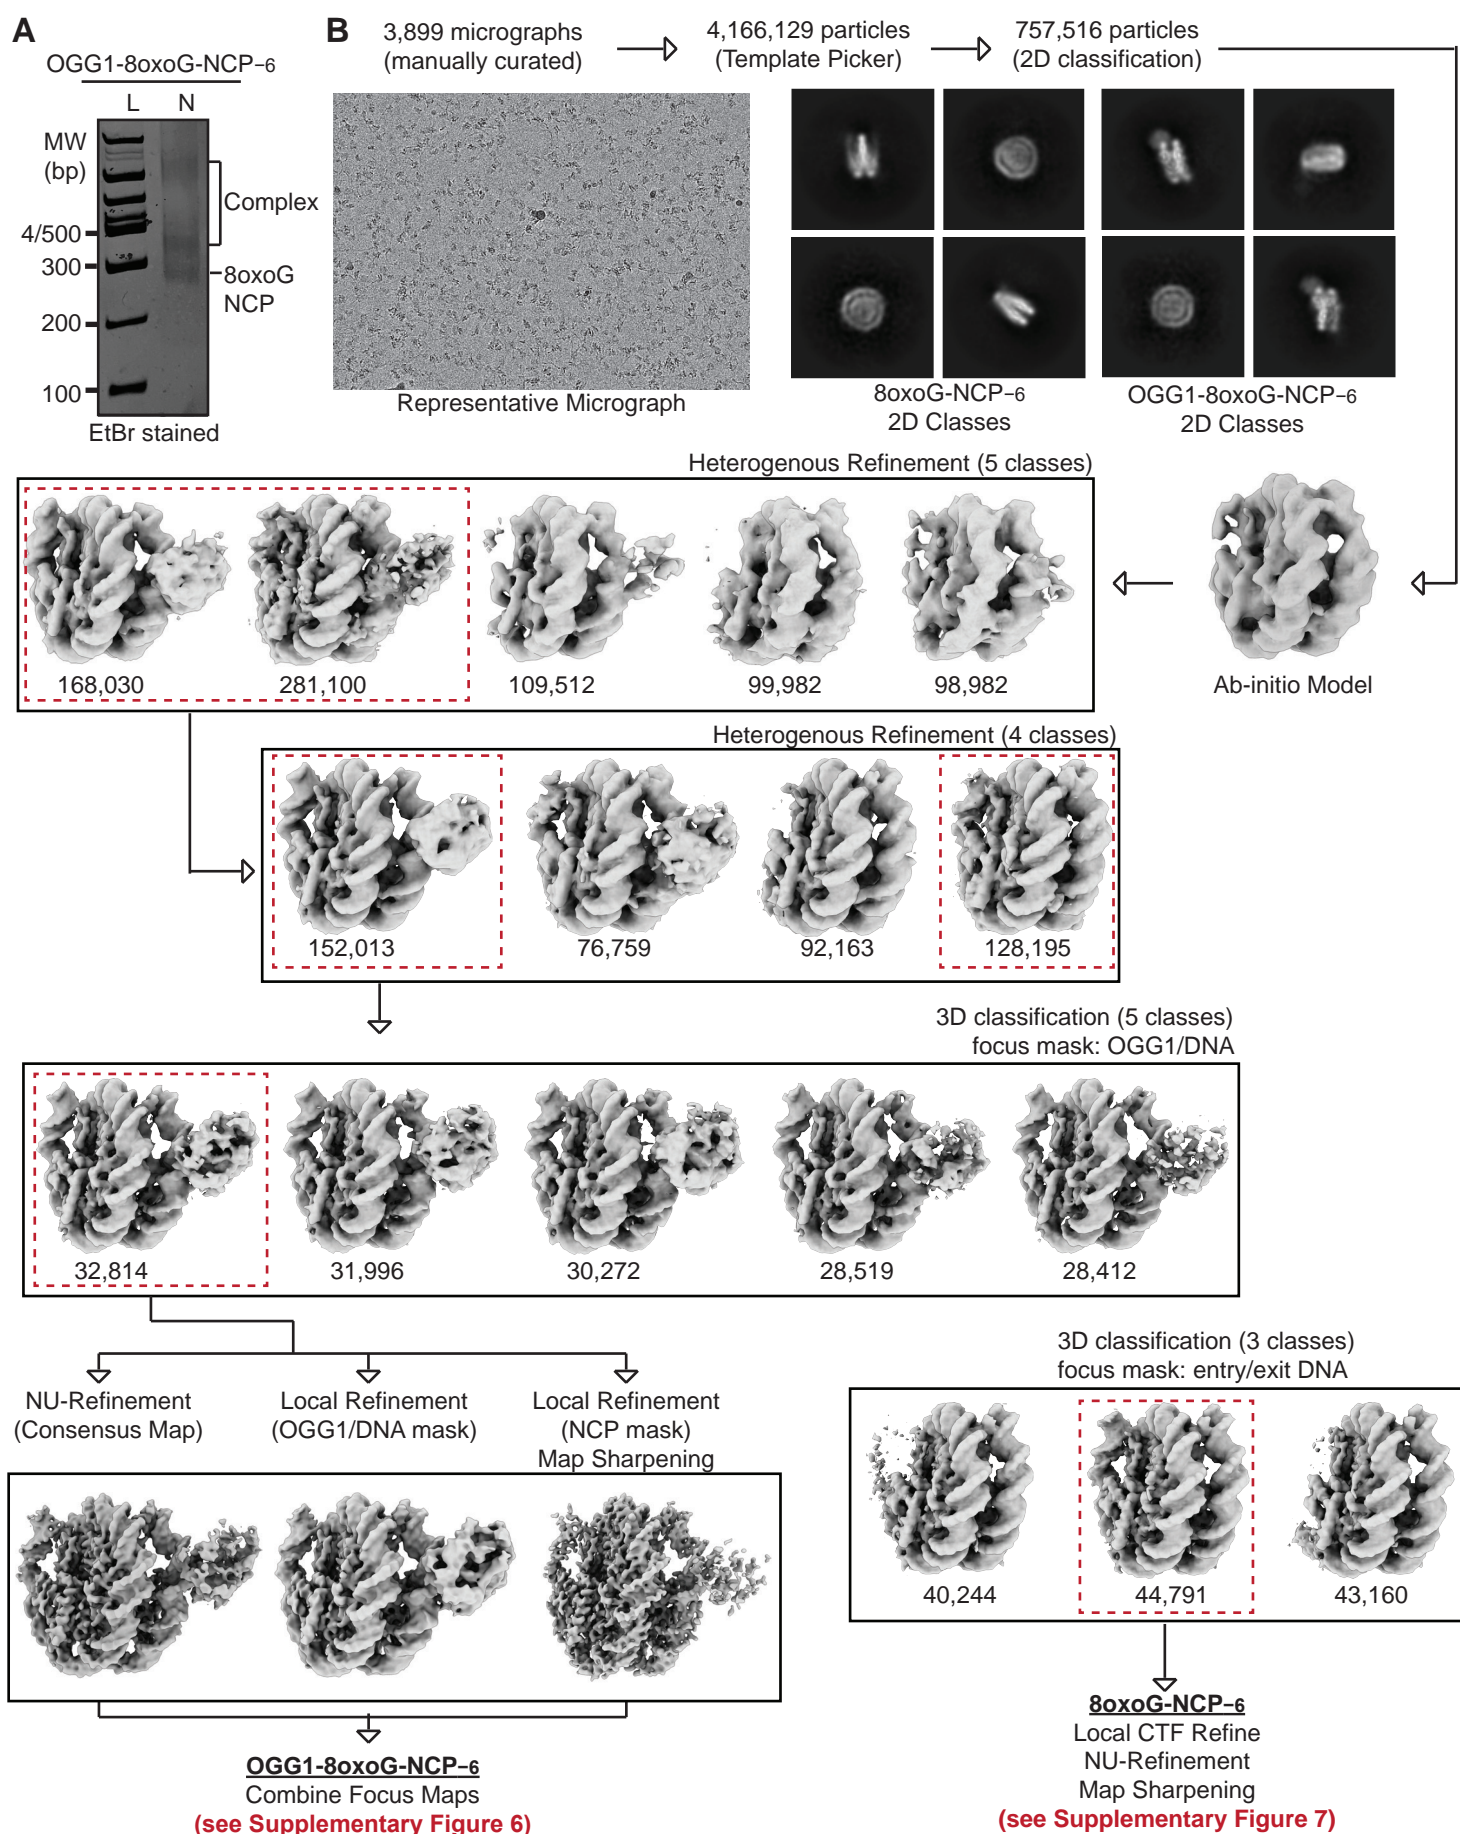 A
OGG1-8oxoG-NCP-6
L N
MW
(bp)
4/500
300
200
100
Complex
8oxoG
NCP
EtBr stained
B
3,899 micrographs
(manually curated)
4,166,129 particles
(Template Picker)
757,516 particles
(2D classification)
Representative Micrograph
8oxoG-NCP-6
2D Classes
OGG1-8oxoG-NCP-6
2D Classes
Heterogenous Refinement (5 classes)
168,030
281,100
109,512
99,982
98,982
Ab-initio Model
Heterogenous Refinement (4 classes)
152,013
76,759
92,163
128,195
3D classification (5 classes)
focus mask: OGG1/DNA
32,814
31,996
30,272
28,519
28,412
NU-Refinement
(Consensus Map)
Local Refinement
(OGG1/DNA mask)
Local Refinement
(NCP mask)
Map Sharpening
OGG1-8oxoG-NCP-6
Combine Focus Maps
(see Supplementary Figure 6)
3D classification (3 classes)
focus mask: entry/exit DNA
40,244
44,791
43,160
8oxoG-NCP-6
Local CTF Refine
NU-Refinement
Map Sharpening
(see Supplementary Figure 7)